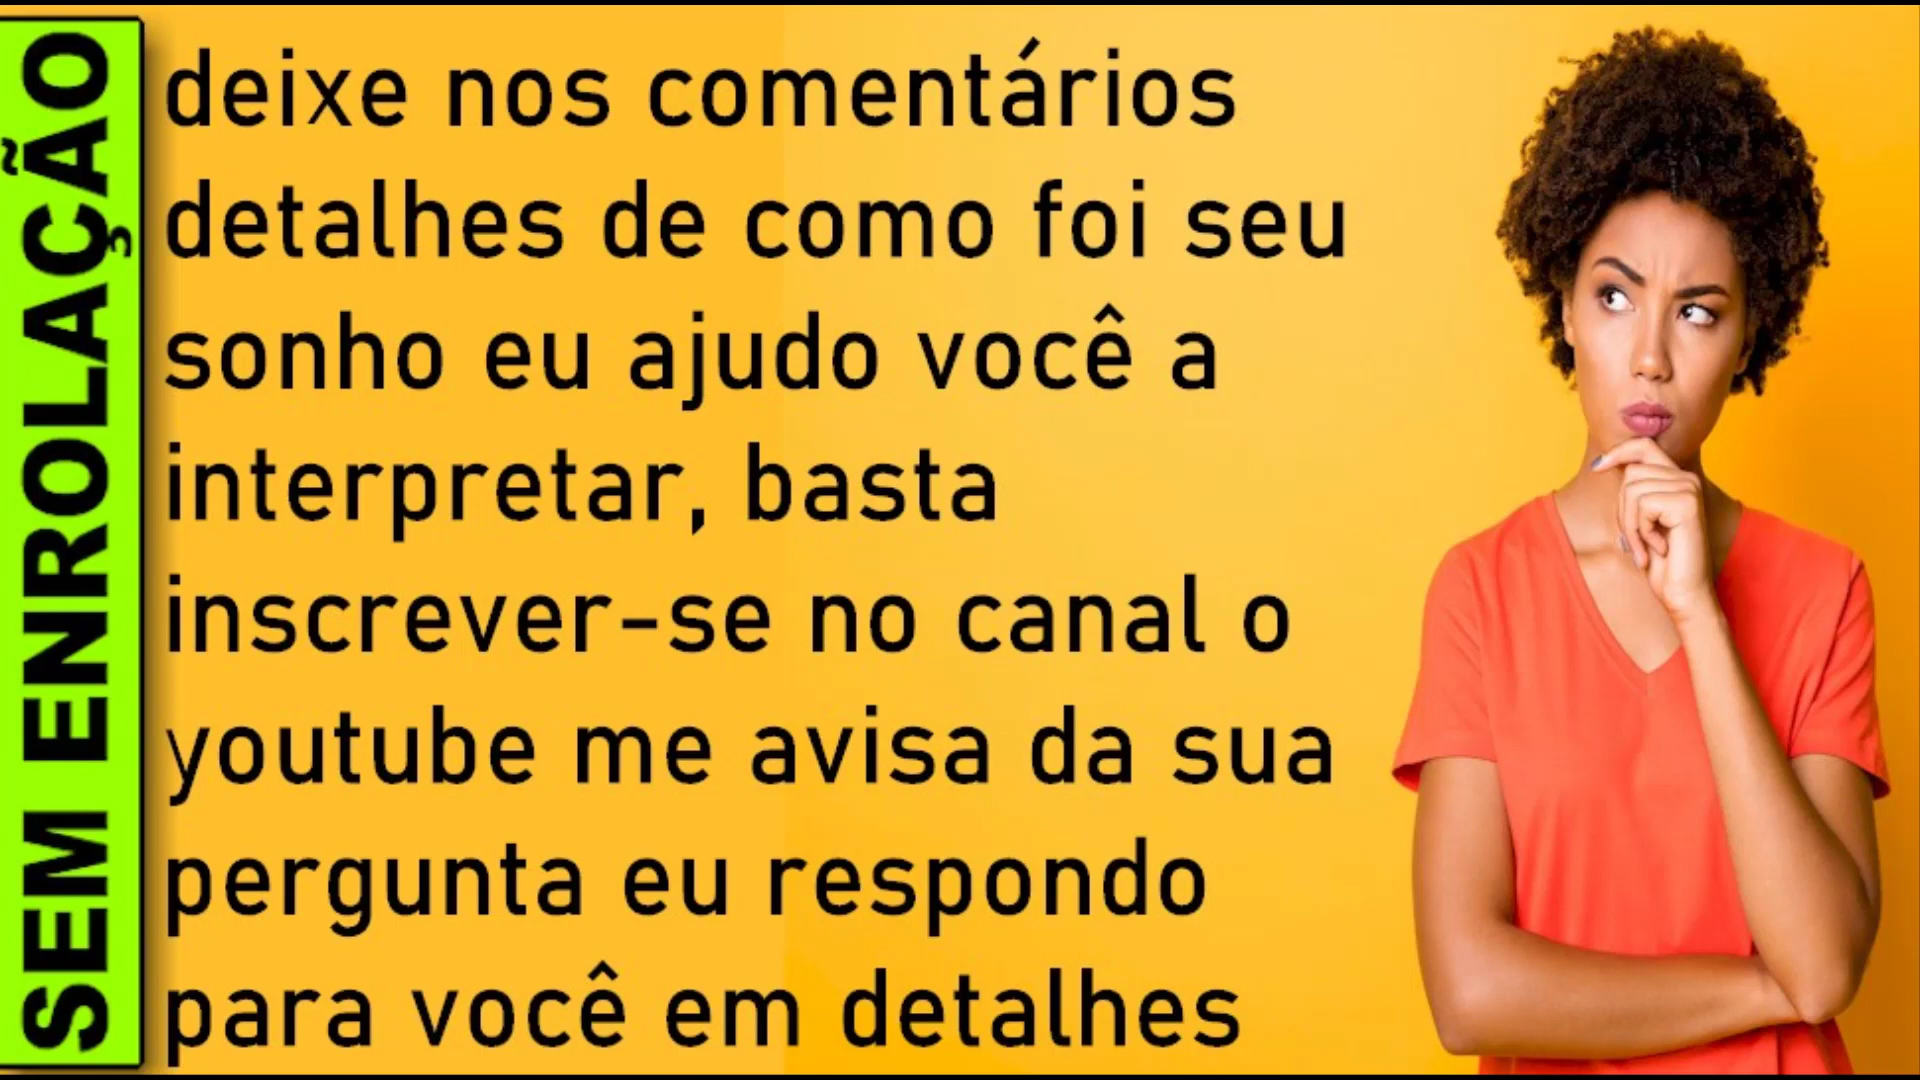 SEM ENROLAÇÃO
deixe nos comentários
detalhes de como foi seu
sonho eu ajudo você a
interpretar, basta
inscrever-se no canal o
youtube me avisa da sua
pergunta eu respondo
para você em detalhes